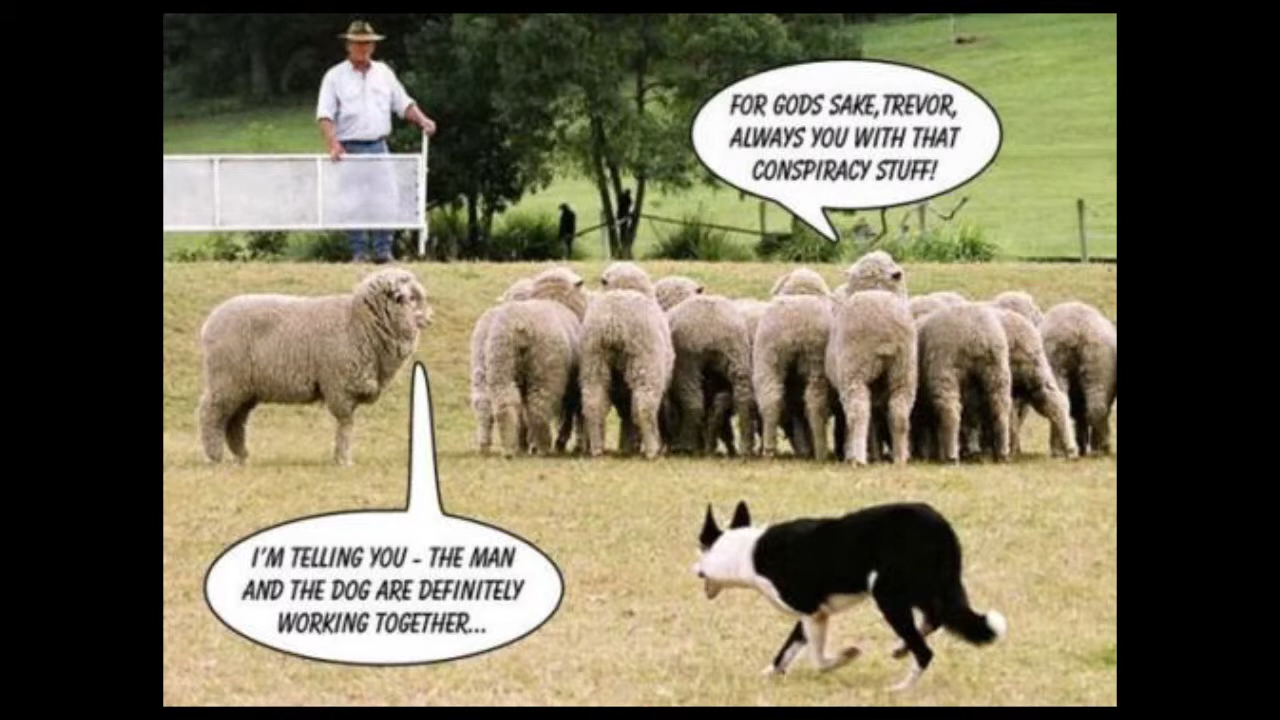 I'M TELLING YOU - THE MAN
AND THE DOG ARE DEFINITELY
WORKING TOGETHER...
FOR GODS SAKE, TREVOR,
ALWAYS YOU WITH THAT
CONSPIRACY STUFF!